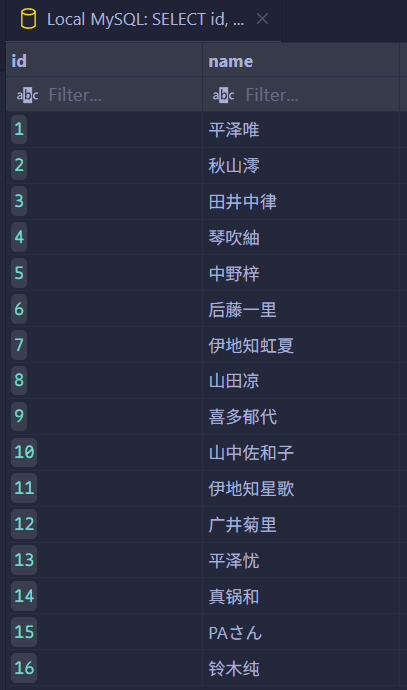 Local MySQL: SELECT id, ...
id name
abc Filter... abc Filter...
1 平泽唯
2 秋山澪
3 田井中律
4 琴吹紬
5 中野梓
6 后藤一里
7 伊地知虹夏
8 山田凉
9 喜多郁代
10 山中佐和子
11 伊地知星歌
12 广井菊里
13 平泽忧
14 真锅和
15 PAさん
16 铃木纯